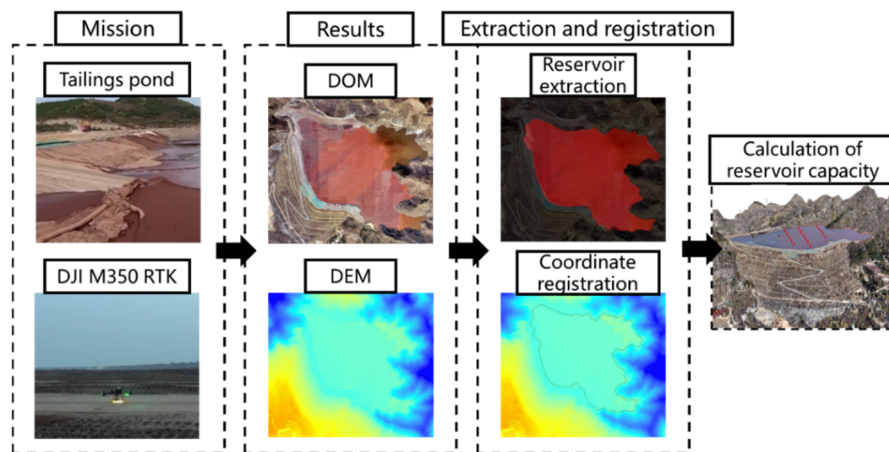 Mission
Results
Extraction and registration
Tailings pond
DOM
Reservoir
extraction
Calculation of
reservoir capacity
DJI M350 RTK
DEM
Coordinate
registration